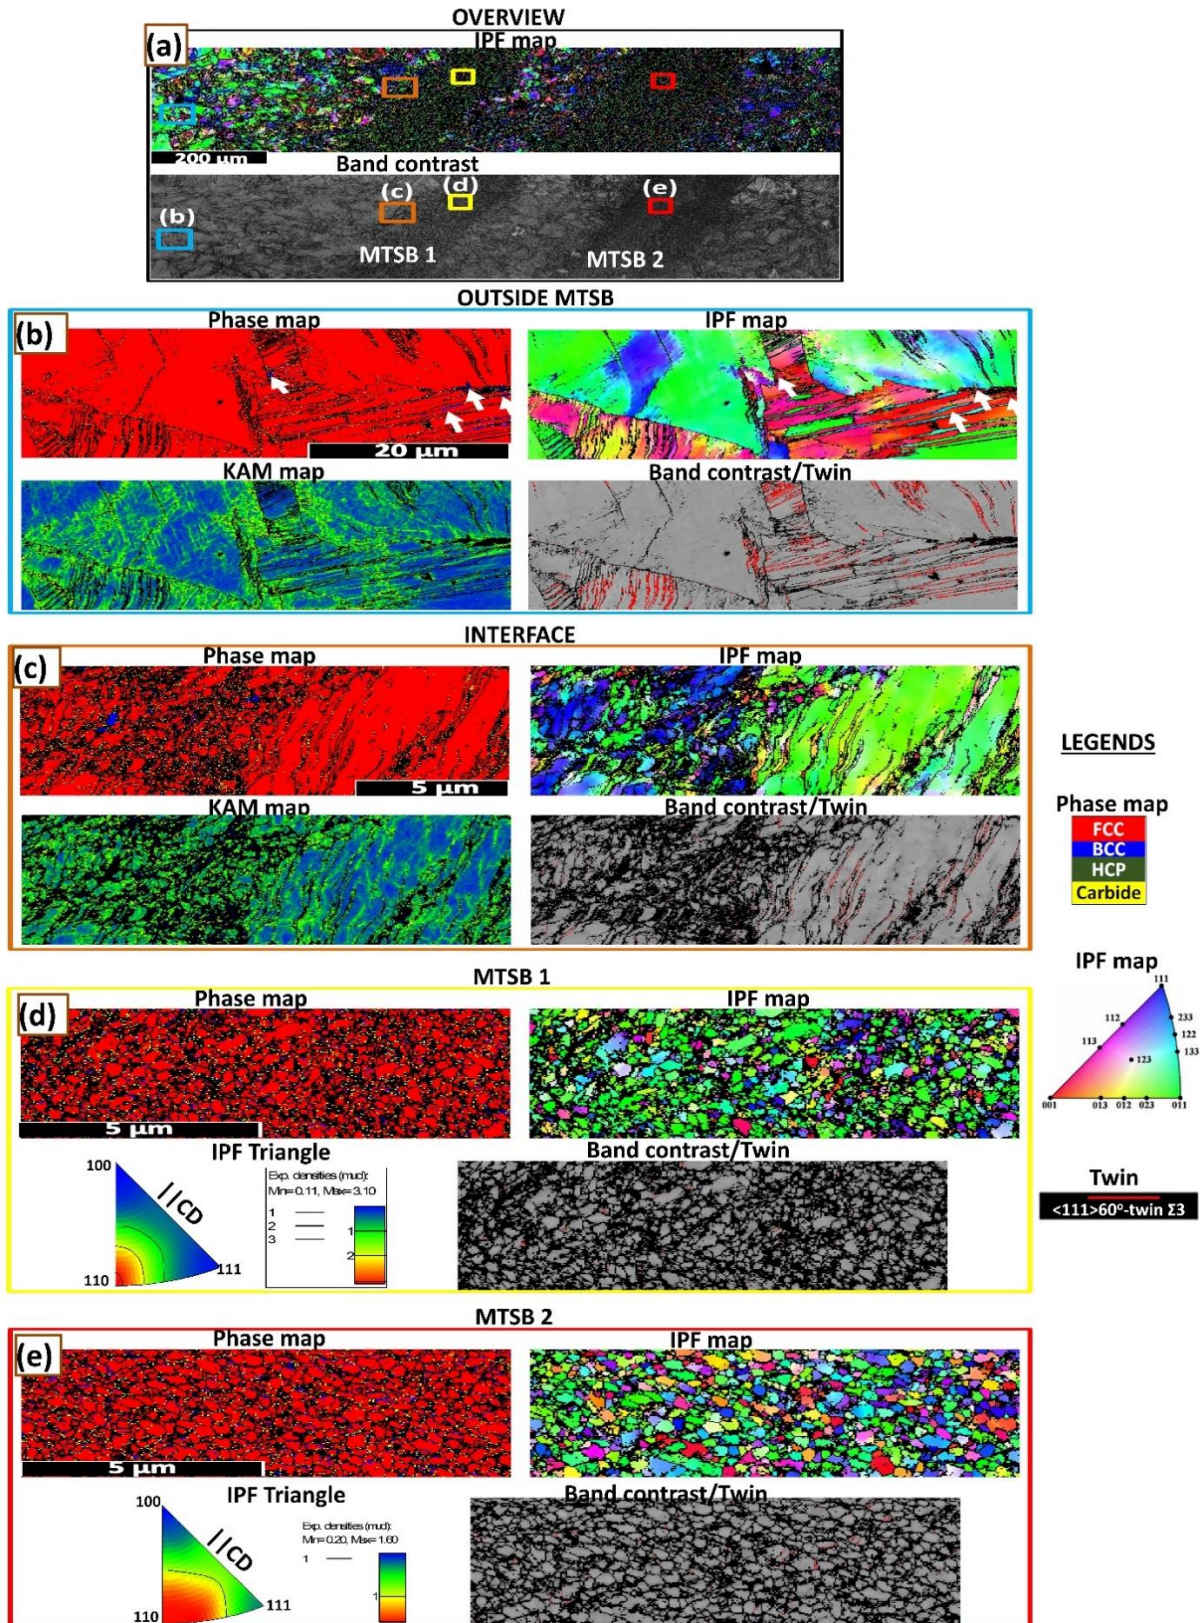 OVERVIEW
(a)
IPF map
200 µm
Band contrast
(b)
(c)
(d)
(e)
MTSB 1
MTSB 2
OUTSIDE MTSB
(b)
Phase map
IPF map
20 µm
KAM map
Band contrast/Twin
INTERFACE
(c)
Phase map
IPF map
5 µm
KAM map
Band contrast/Twin
MTSB 1
(d)
Phase map
IPF map
5 µm
IPF Triangle
Band contrast/Twin
100
||CD
110
111
Exp. densities (mud):
Min= 0.11, Max= 3.10
1
2
3
1
2
MTSB 2
(e)
Phase map
IPF map
5 µm
IPF Triangle
Band contrast/Twin
100
||CD
110
111
Exp. densities (mud):
Min= 0.20, Max= 1.60
1
1
LEGENDS
Phase map
FCC
BCC
HCP
Carbide
IPF map
111
233
112
122
133
113
123
001
013
012
023
011
Twin
<111>60°-twin Σ3